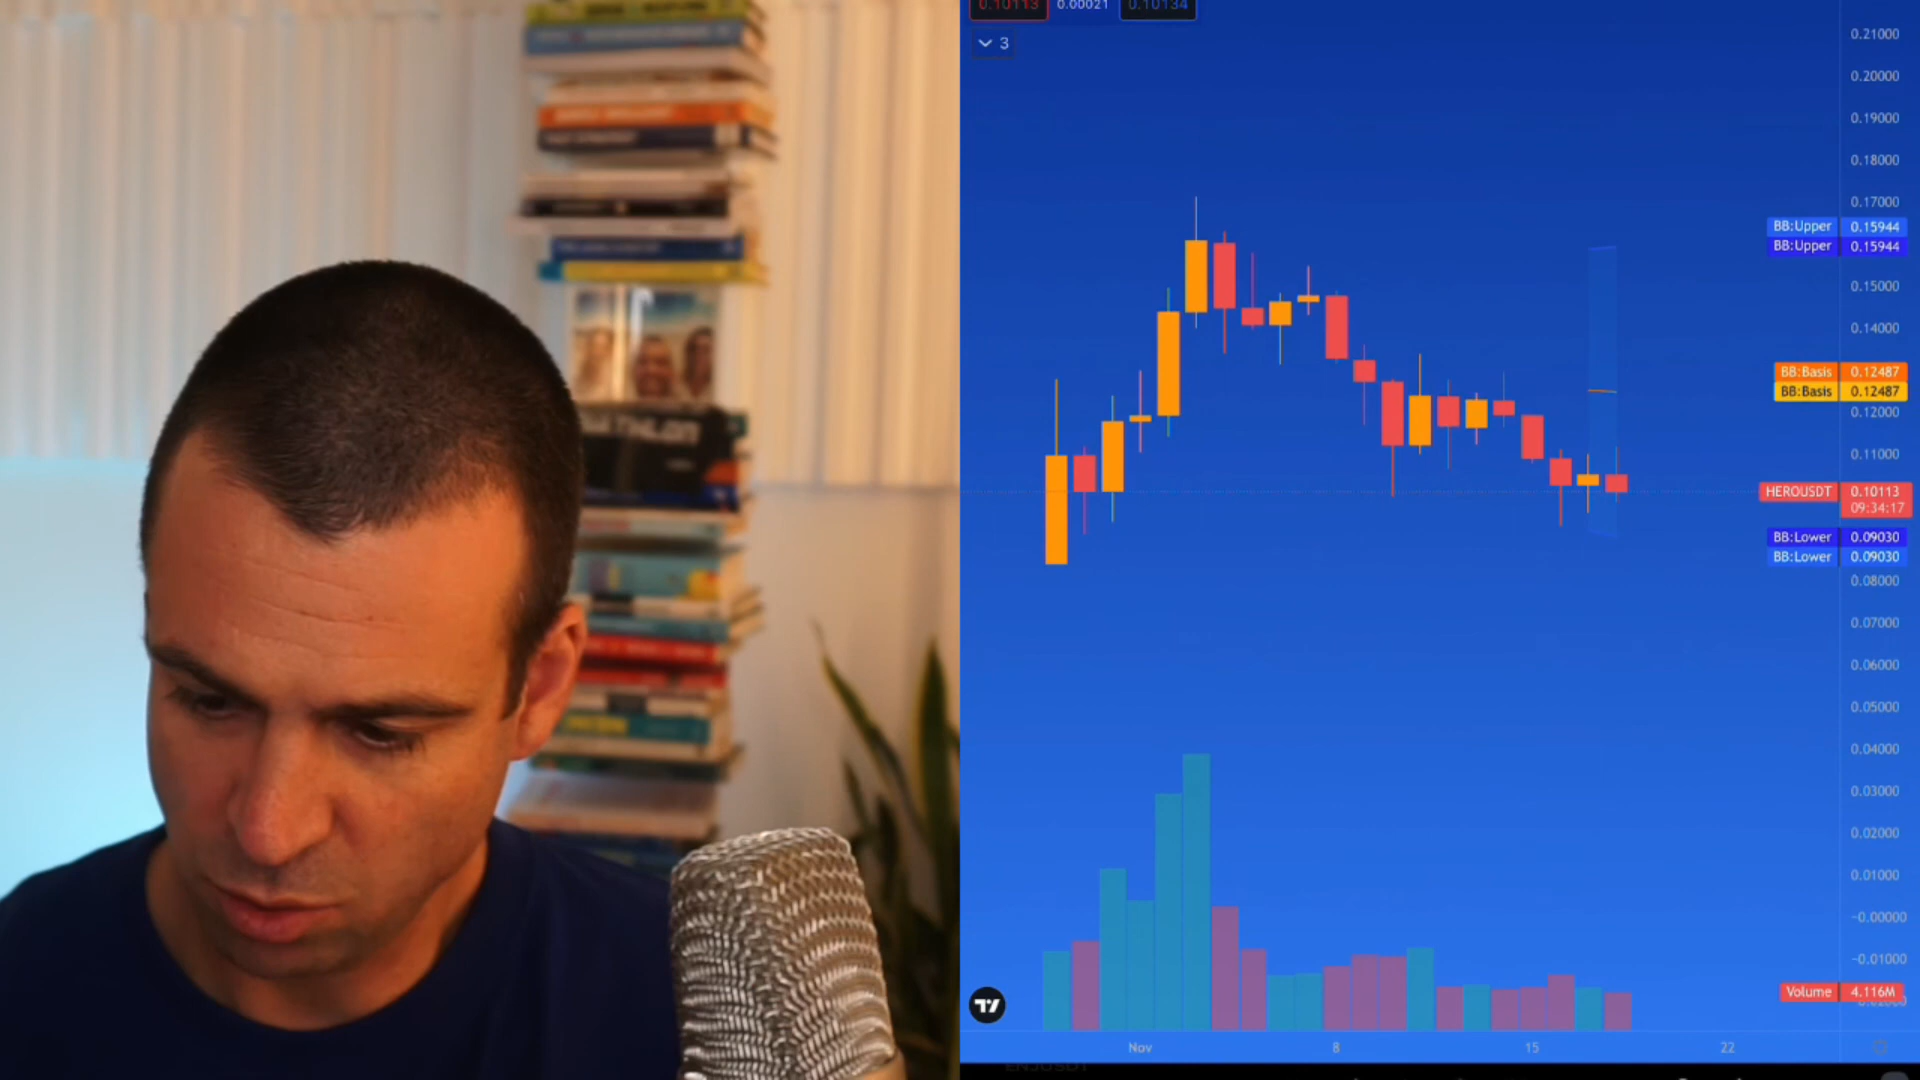 0.10113 0.00021 0.10134
3
0.21000
0.20000
0.19000
0.18000
0.17000
BB:Upper 0.15944
BB:Upper 0.15944
0.15000
0.14000
BB:Basis 0.12487
BB:Basis 0.12487
0.12000
0.11000
HEROUSDT 0.10113
09:34:17
BB:Lower 0.09030
BB:Lower 0.09030
0.08000
0.07000
0.06000
0.05000
0.04000
0.03000
0.02000
0.01000
-0.00000
-0.01000
Volume 4.116M
Nov 8 15 22
ENJUSDT